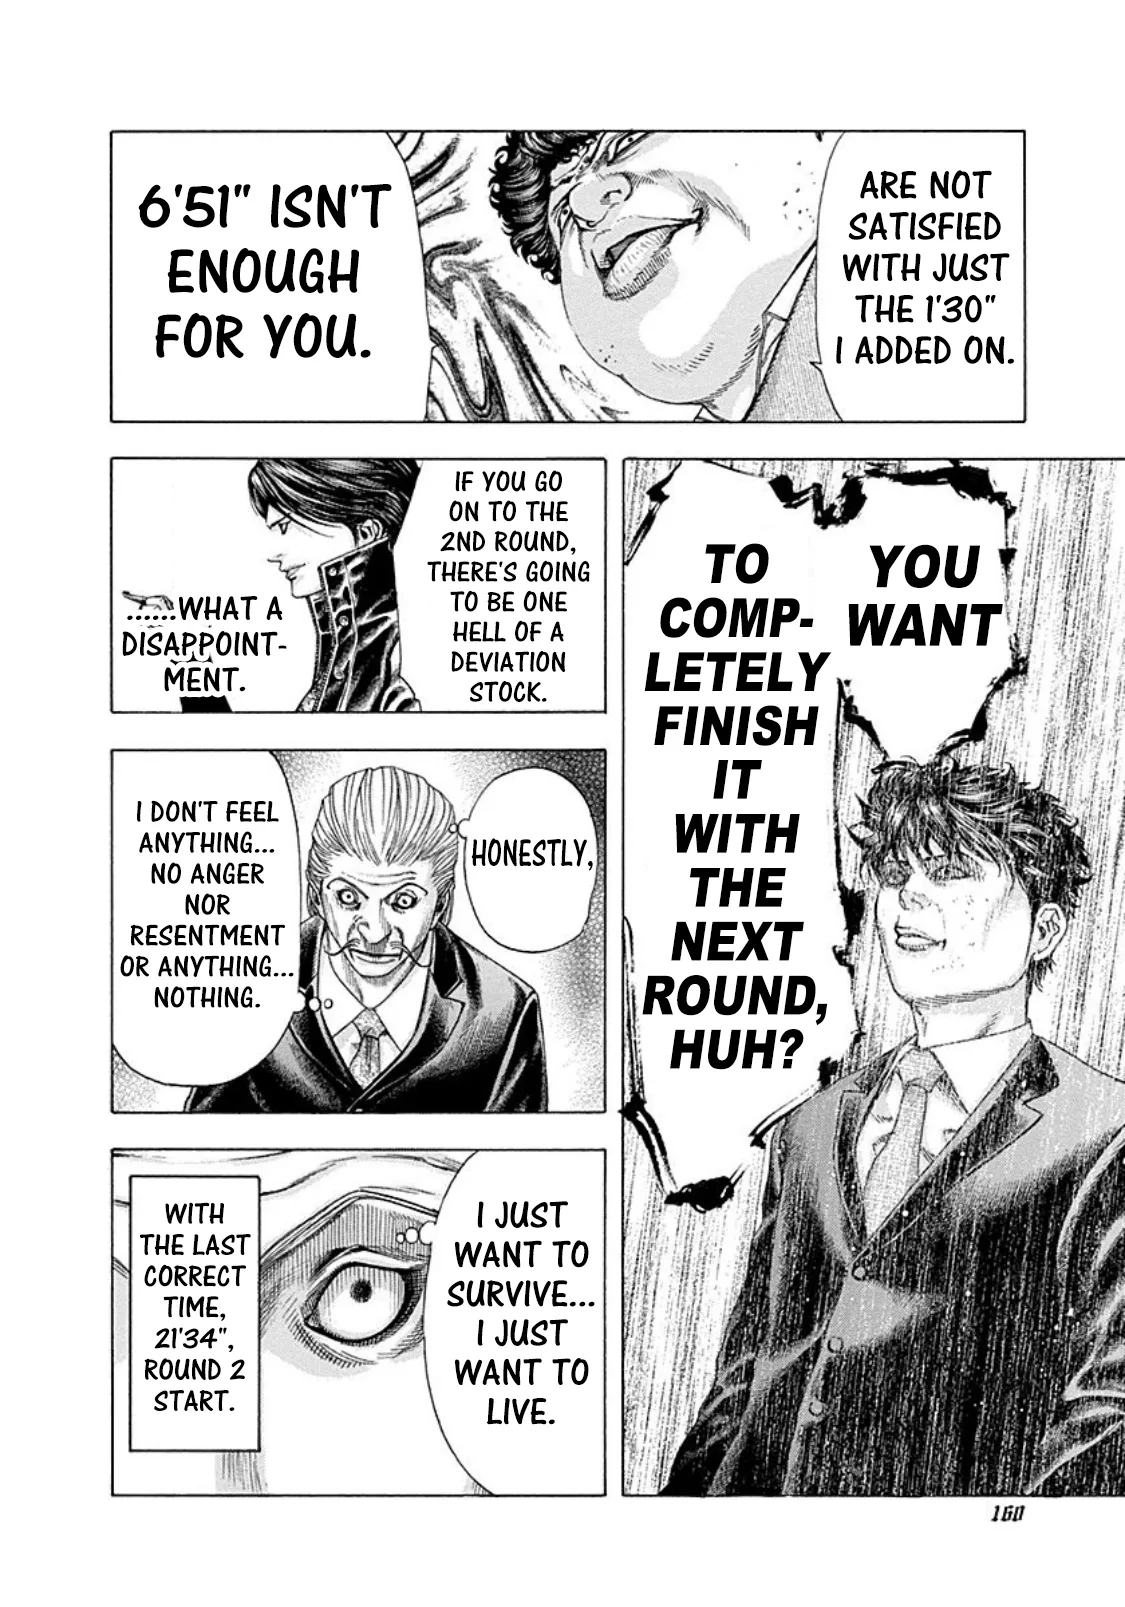 ARE NOT
SATISFIED
WITH JUST
THE 1'30"
I ADDED ON.
6'51" ISN'T
ENOUGH
FOR YOU.
YOU
WANT
TO
COMP-
LETELY
FINISH
IT
WITH
THE
NEXT
ROUND,
HUH?
IF YOU GO
ON TO THE
2ND ROUND,
THERE'S GOING
TO BE ONE
HELL OF A
DEVIATION
STOCK.
......WHAT A
DISAPPOINT-
MENT.
HONESTLY,
I DON'T FEEL
ANYTHING...
NO ANGER
NOR
RESENTMENT
OR ANYTHING...
NOTHING.
I JUST
WANT TO
SURVIVE...
I JUST
WANT TO
LIVE.
WITH
THE LAST
CORRECT
TIME,
21'34",
ROUND 2
START.
160